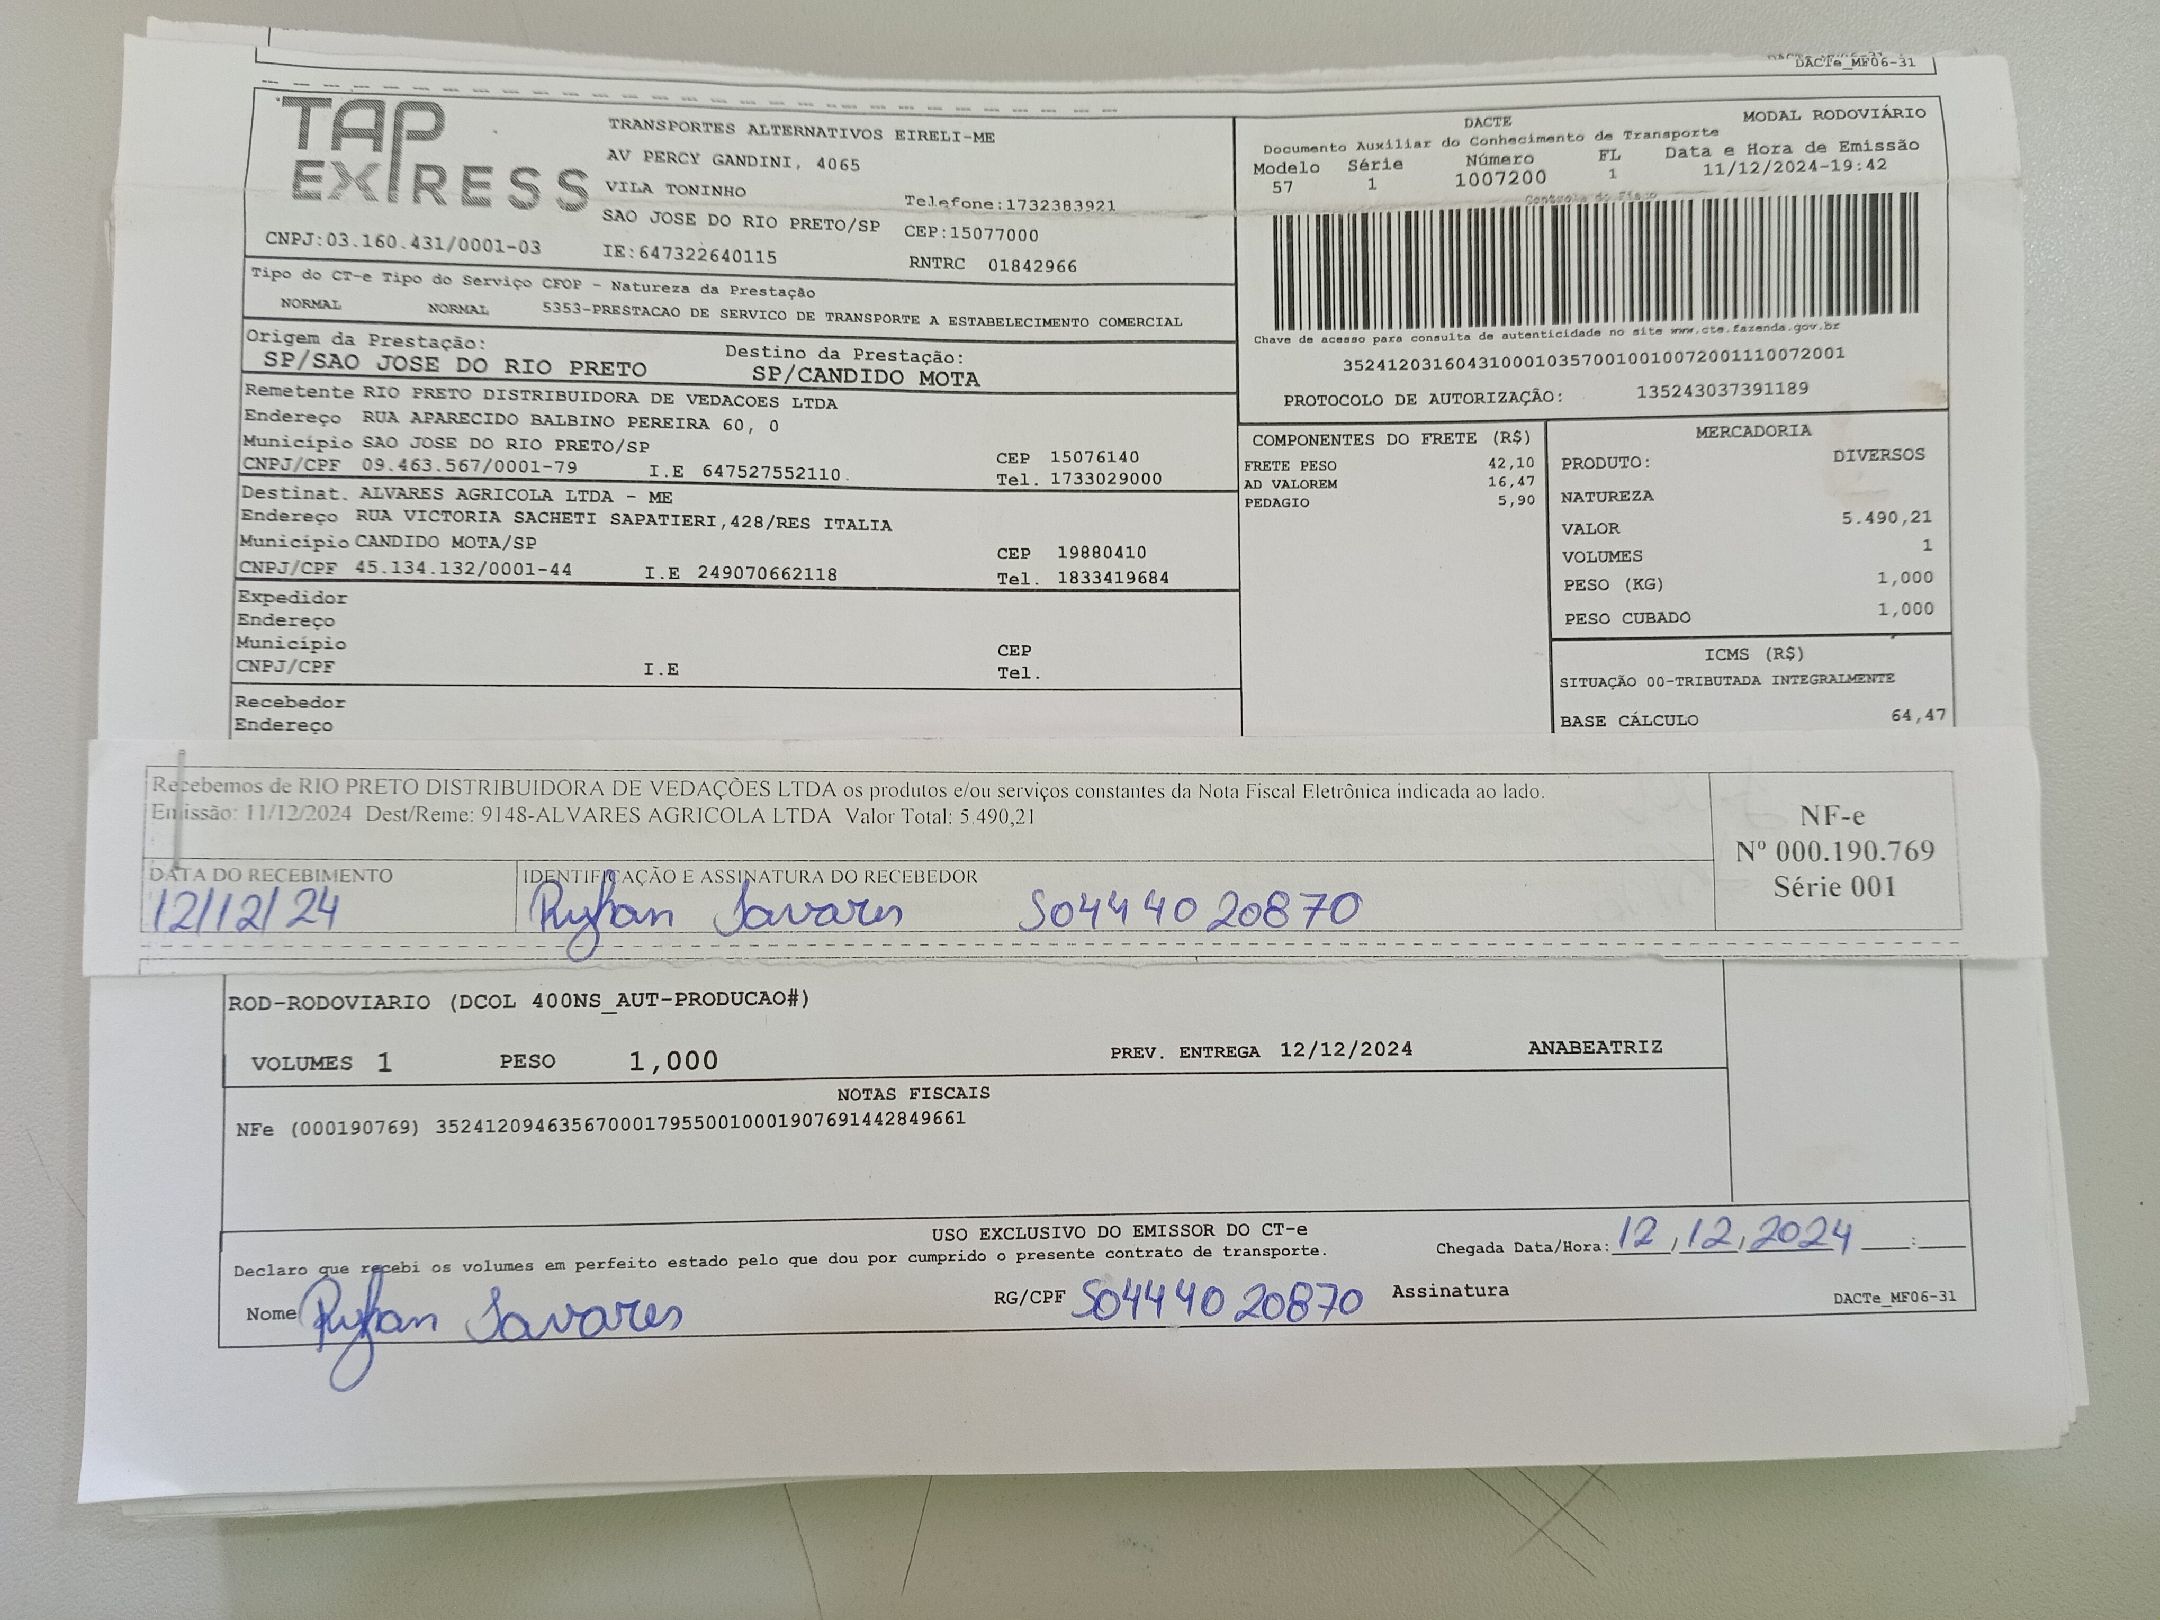 DACTe_MF06-31
TAP EXPRESS
TRANSPORTES ALTERNATIVOS EIRELI-ME
AV PERCY GANDINI, 4065
VILA TONINHO
Telefone:1732383921
SAO JOSE DO RIO PRETO/SP CEP:15077000
CNPJ:03.160.431/0001-03 IE:647322640115 RNTRC 01842966
DACTE MODAL RODOVIÁRIO
Documento Auxiliar do Conhecimento de Transporte
Modelo Série Número FL Data e Hora de Emissão
57 1 1007200 1 11/12/2024-19:42
Controle do Fisco
Chave de acesso para consulta de autenticidade no site www.cte.fazenda.gov.br
35241203160431000103570010010072001110072001
PROTOCOLO DE AUTORIZAÇÃO: 135243037391189
Tipo do CT-e Tipo do Serviço CFOP - Natureza da Prestação
NORMAL NORMAL 5353-PRESTACAO DE SERVICO DE TRANSPORTE A ESTABELECIMENTO COMERCIAL
Origem da Prestação: Destino da Prestação:
SP/SAO JOSE DO RIO PRETO SP/CANDIDO MOTA
Remetente RIO PRETO DISTRIBUIDORA DE VEDACOES LTDA
Endereço RUA APARECIDO BALBINO PEREIRA 60, 0
Município SAO JOSE DO RIO PRETO/SP CEP 15076140
CNPJ/CPF 09.463.567/0001-79 I.E 647527552110 Tel. 1733029000
Destinat. ALVARES AGRICOLA LTDA - ME
Endereço RUA VICTORIA SACHETI SAPATIERI,428/RES ITALIA
Município CANDIDO MOTA/SP CEP 19880410
CNPJ/CPF 45.134.132/0001-44 I.E 249070662118 Tel. 1833419684
Expedidor
Endereço
Município CEP
CNPJ/CPF I.E Tel.
Recebedor
Endereço
COMPONENTES DO FRETE (R$)
FRETE PESO 42,10
AD VALOREM 16,47
PEDAGIO 5,90
MERCADORIA
PRODUTO: DIVERSOS
NATUREZA
VALOR 5.490,21
VOLUMES 1
PESO (KG) 1,000
PESO CUBADO 1,000
ICMS (R$)
SITUAÇÃO 00-TRIBUTADA INTEGRALMENTE
BASE CÁLCULO 64,47
Recebemos de RIO PRETO DISTRIBUIDORA DE VEDAÇÕES LTDA os produtos e/ou serviços constantes da Nota Fiscal Eletrônica indicada ao lado.
Emissão: 11/12/2024 Dest/Reme: 9148-ALVARES AGRICOLA LTDA Valor Total: 5.490,21
DATA DO RECEBIMENTO IDENTIFICAÇÃO E ASSINATURA DO RECEBEDOR
12/12/24 Ryhan Tavares 50444020870
NF-e
Nº 000.190.769
Série 001
ROD-RODOVIARIO (DCOL 400NS_AUT-PRODUCAO#)
VOLUMES 1 PESO 1,000 PREV. ENTREGA 12/12/2024 ANABEATRIZ
NOTAS FISCAIS
NFe (000190769) 35241209463567000179550010001907691442849661
USO EXCLUSIVO DO EMISSOR DO CT-e
Declaro que recebi os volumes em perfeito estado pelo que dou por cumprido o presente contrato de transporte. Chegada Data/Hora: 12,12,2024 __:__
Nome Ryhan Tavares RG/CPF 50444020870 Assinatura
DACTe_MF06-31